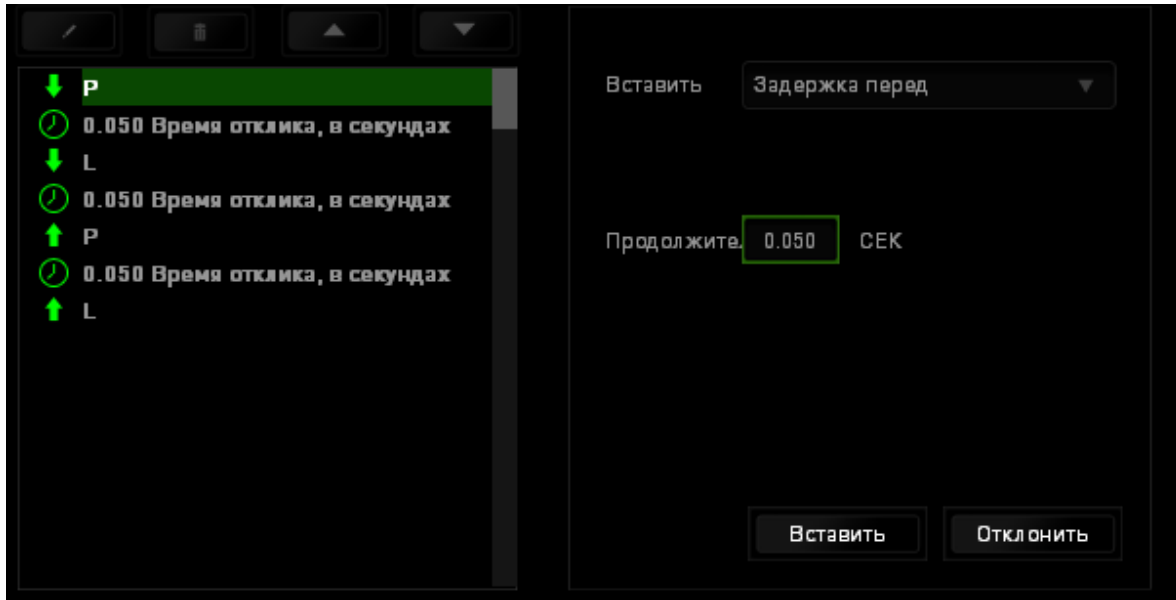 P
0.050 Время отклика, в секундах
L
0.050 Время отклика, в секундах
P
0.050 Время отклика, в секундах
L
Вставить Задержка перед
Продолжите 0.050 СЕК
Вставить Отклонить